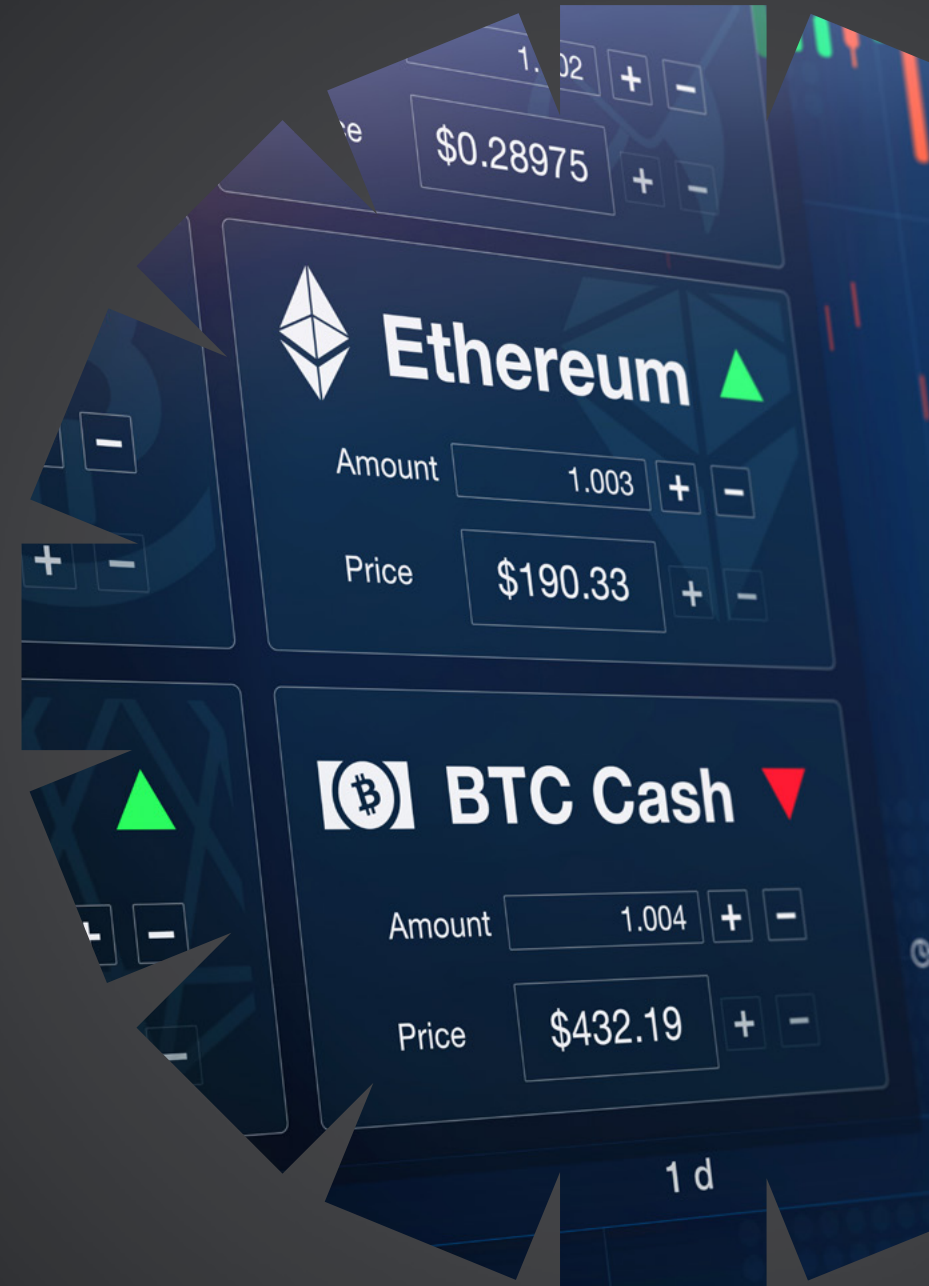 $0.28975
Ethereum
Amount 1.003 + −
Price $190.33 + −
BTC Cash
Amount 1.004 + −
Price $432.19 + −
1 d